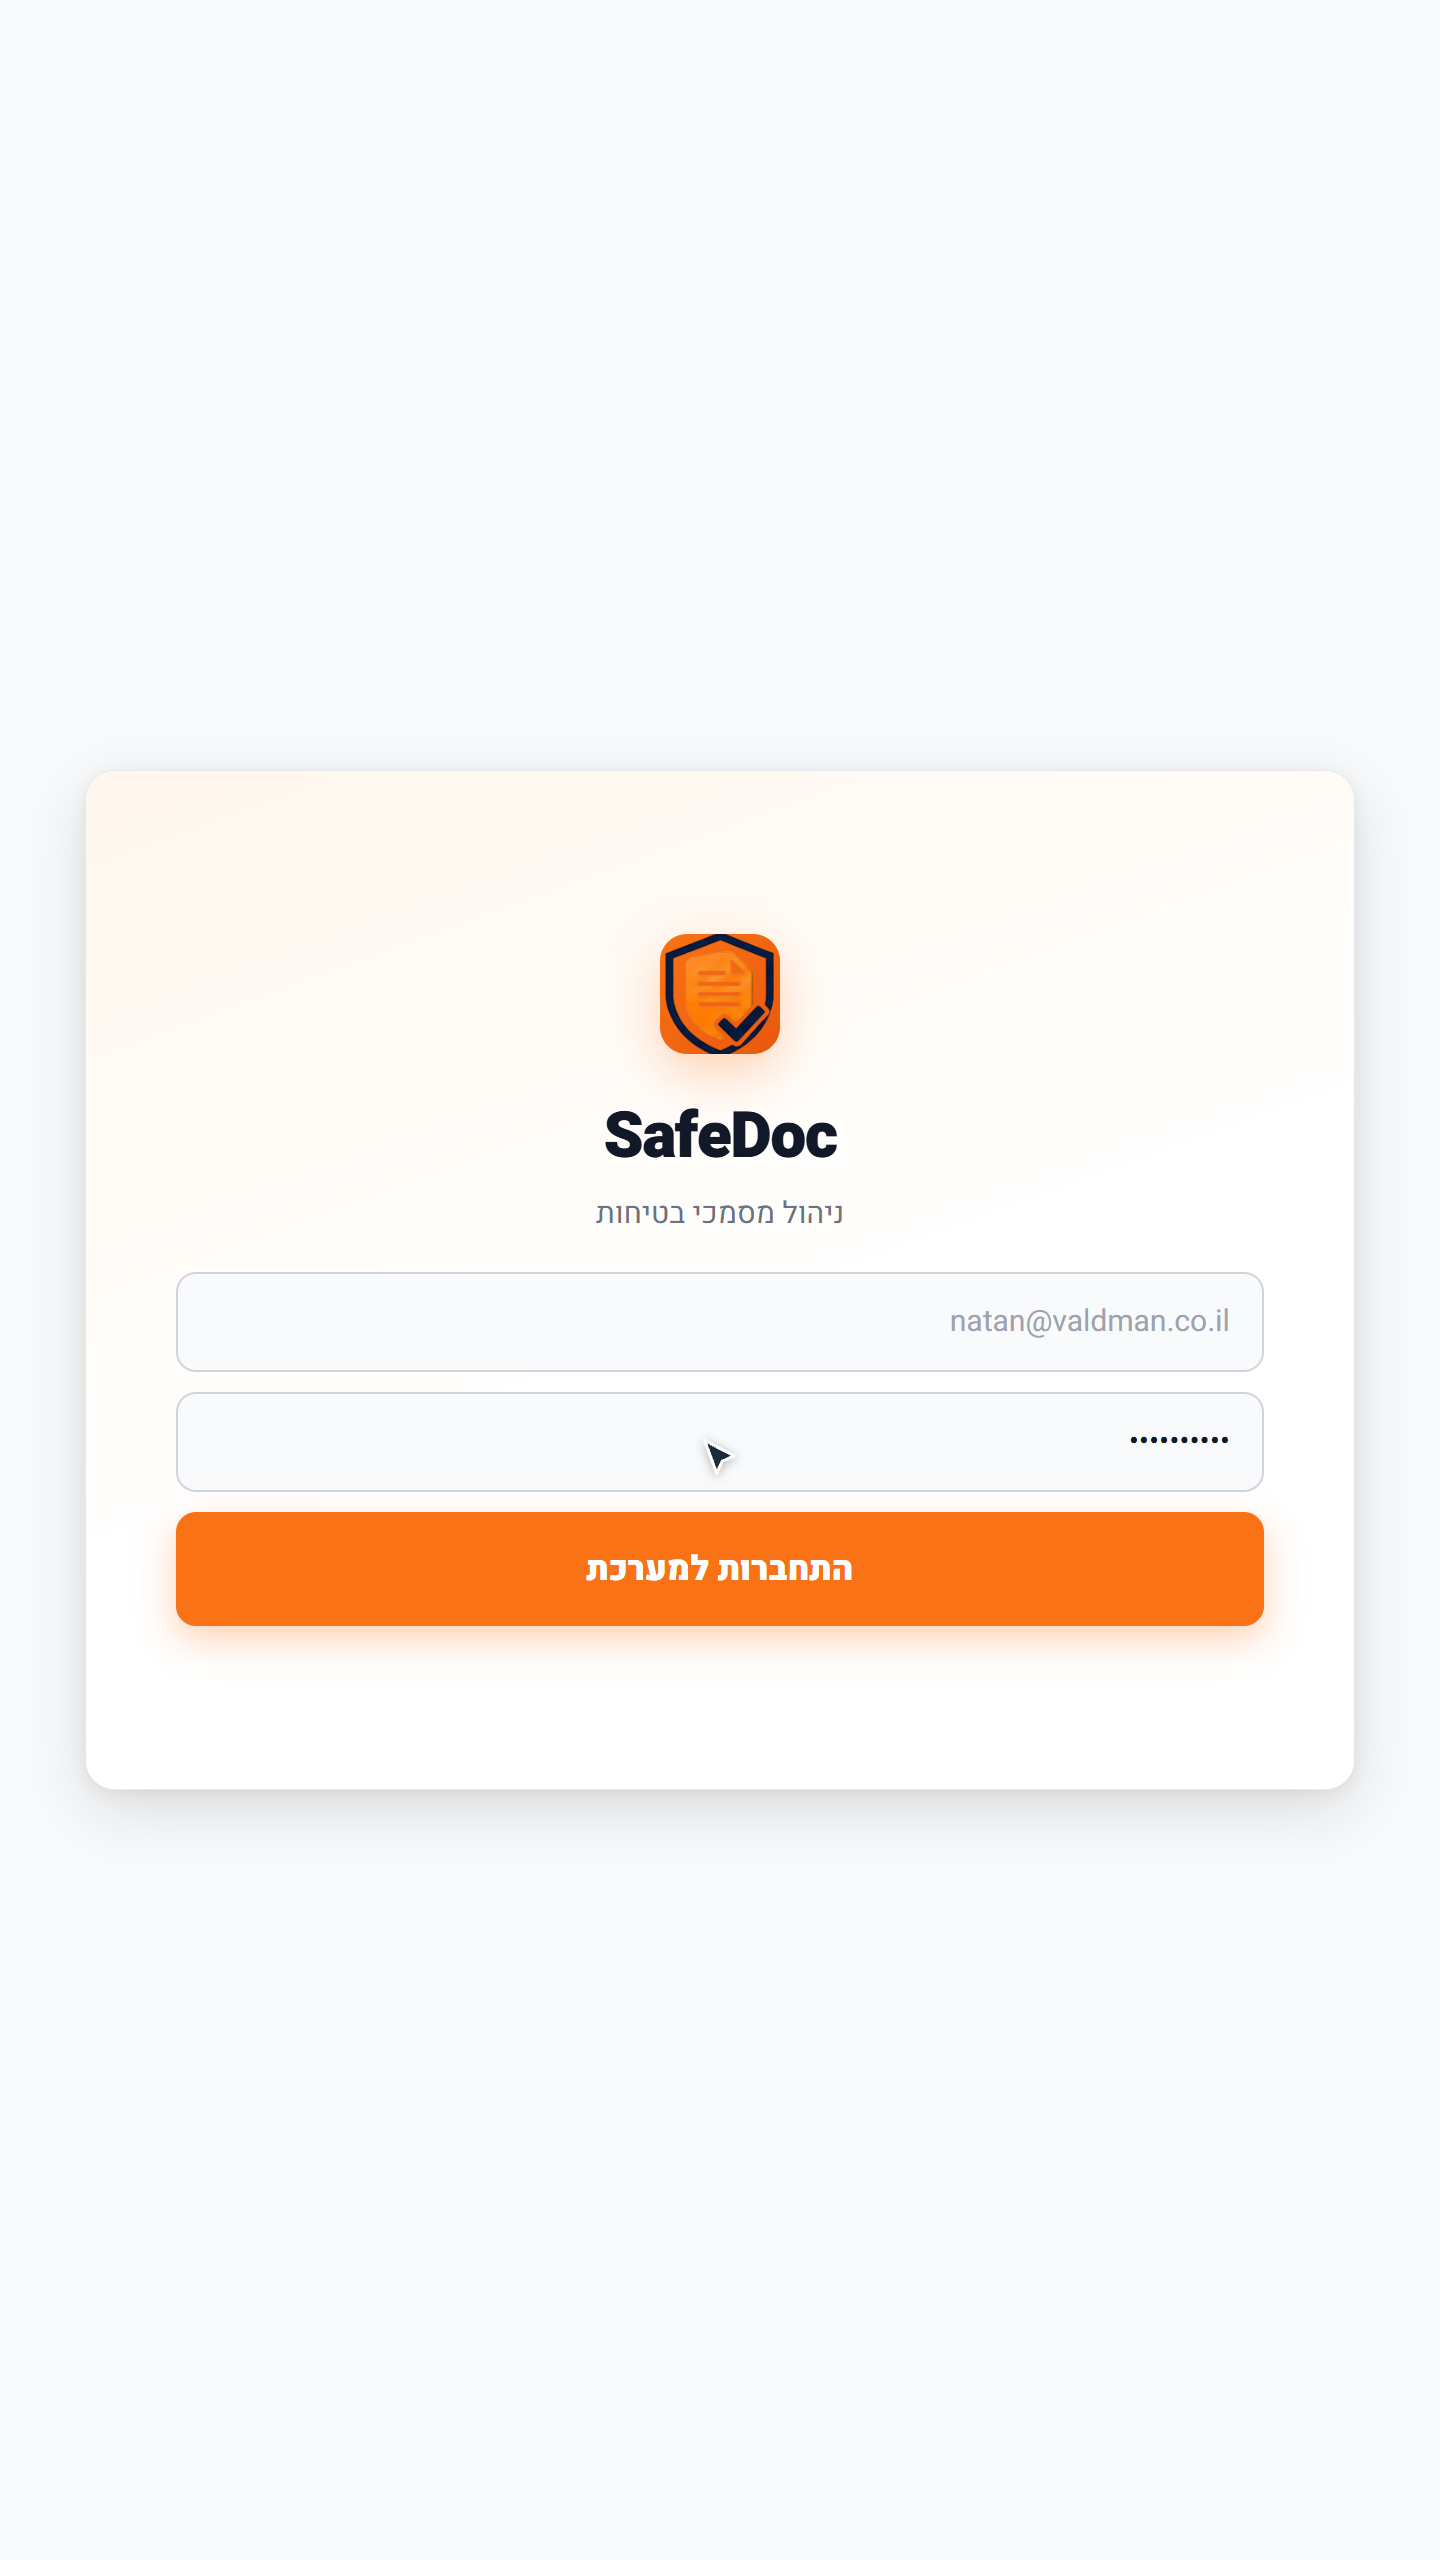 SafeDoc
ניהול מסמכי בטיחות
natan@valdman.co.il
••••••••••
התחברות למערכת